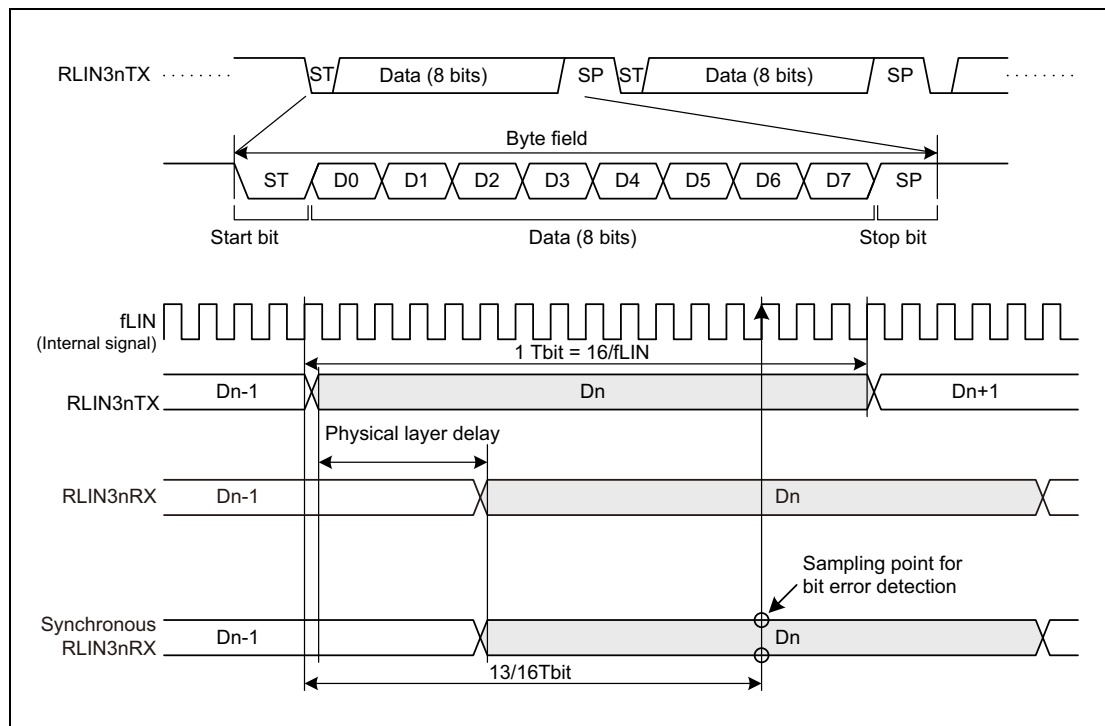 RLIN3nTX
ST
Data (8 bits)
SP
ST
Data (8 bits)
SP
Byte field
ST
D0
D1
D2
D3
D4
D5
D6
D7
SP
Start bit
Data (8 bits)
Stop bit
fLIN
(Internal signal)
1 Tbit = 16/fLIN
RLIN3nTX
Dn-1
Dn
Dn+1
Physical layer delay
RLIN3nRX
Dn-1
Dn
Sampling point for
bit error detection
Synchronous
RLIN3nRX
Dn-1
Dn
13/16Tbit